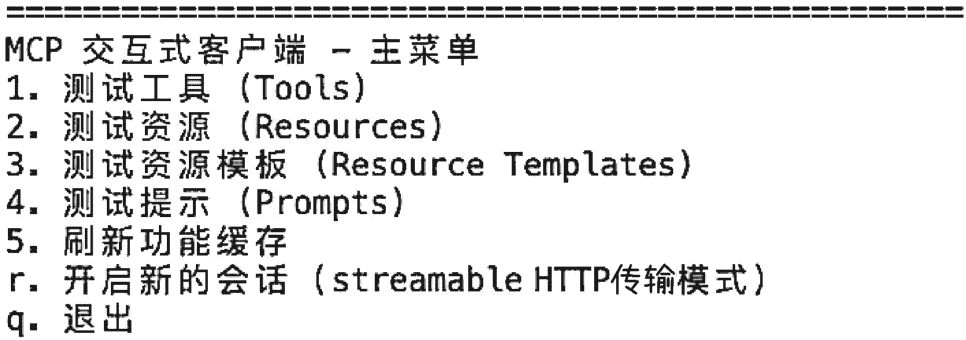 ==================================================
MCP 交互式客户端 - 主菜单
1. 测试工具 (Tools)
2. 测试资源 (Resources)
3. 测试资源模板 (Resource Templates)
4. 测试提示 (Prompts)
5. 刷新功能缓存
r. 开启新的会话 (streamable HTTP传输模式)
q. 退出